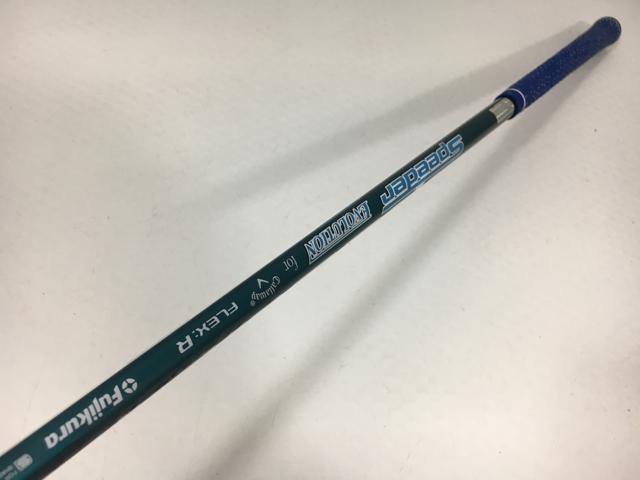 Speeder
EVOLUTION
for
Callaway®
FLEX:R
Fujikura